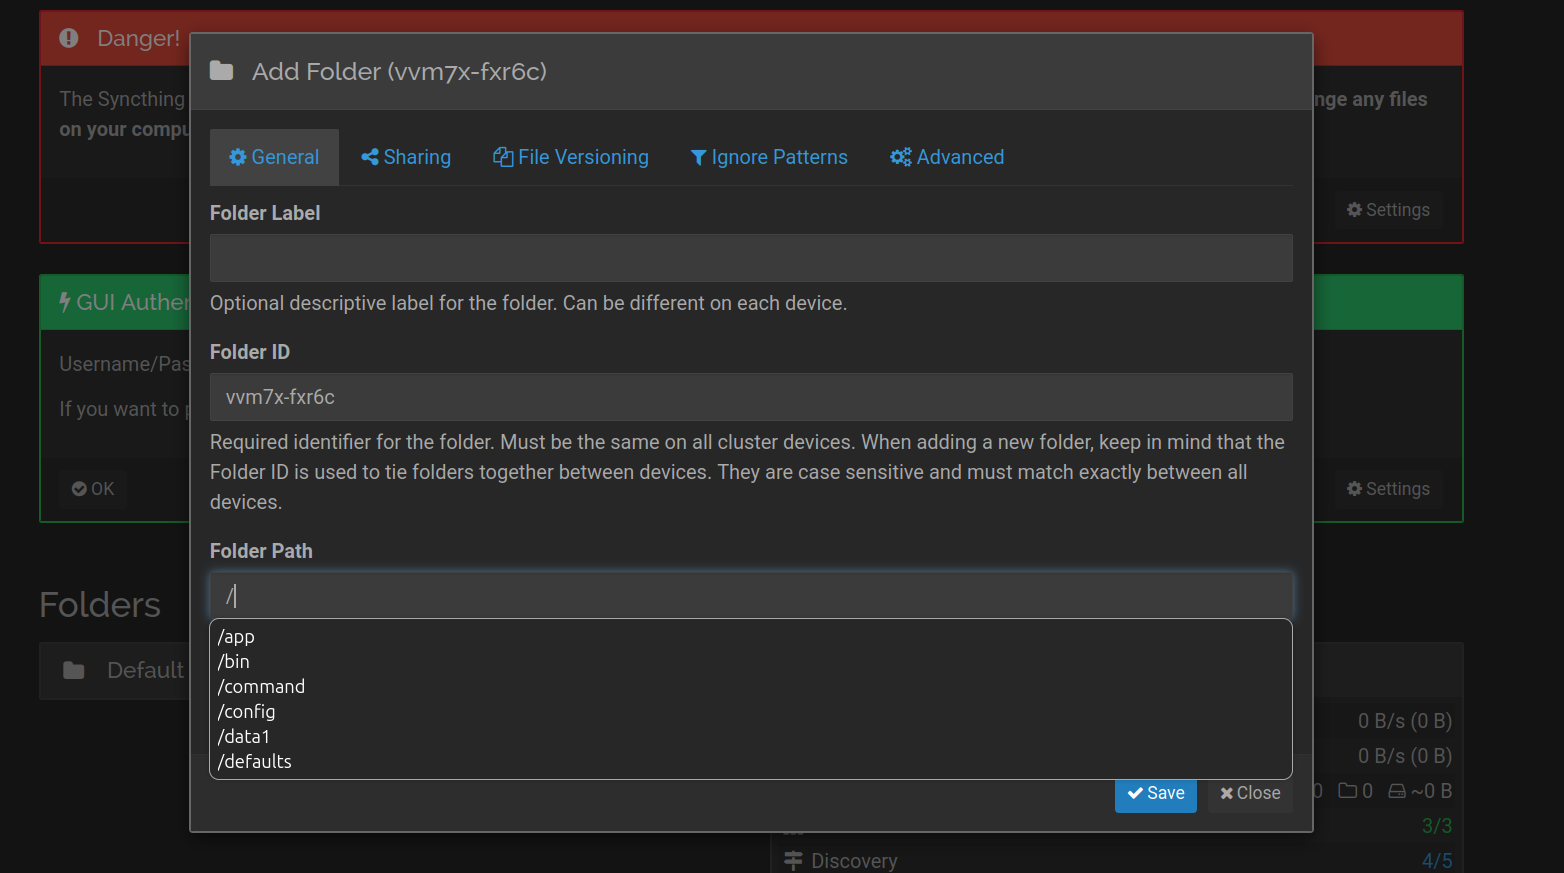 Danger!
The Syncthing
nge any files
on your compu
Settings
GUI Authen
Username/Pas
If you want to p
OK
Settings
Folders
Default
Add Folder (vvm7x-fxr6c)
General
Sharing
File Versioning
Ignore Patterns
Advanced
Folder Label
Optional descriptive label for the folder. Can be different on each device.
Folder ID
vvm7x-fxr6c
Required identifier for the folder. Must be the same on all cluster devices. When adding a new folder, keep in mind that the
Folder ID is used to tie folders together between devices. They are case sensitive and must match exactly between all
devices.
Folder Path
/
/app
/bin
/command
/config
/data1
/defaults
Save
Close
0 B/s (0 B)
0 B/s (0 B)
0
0
~0 B
3/3
Discovery
4/5